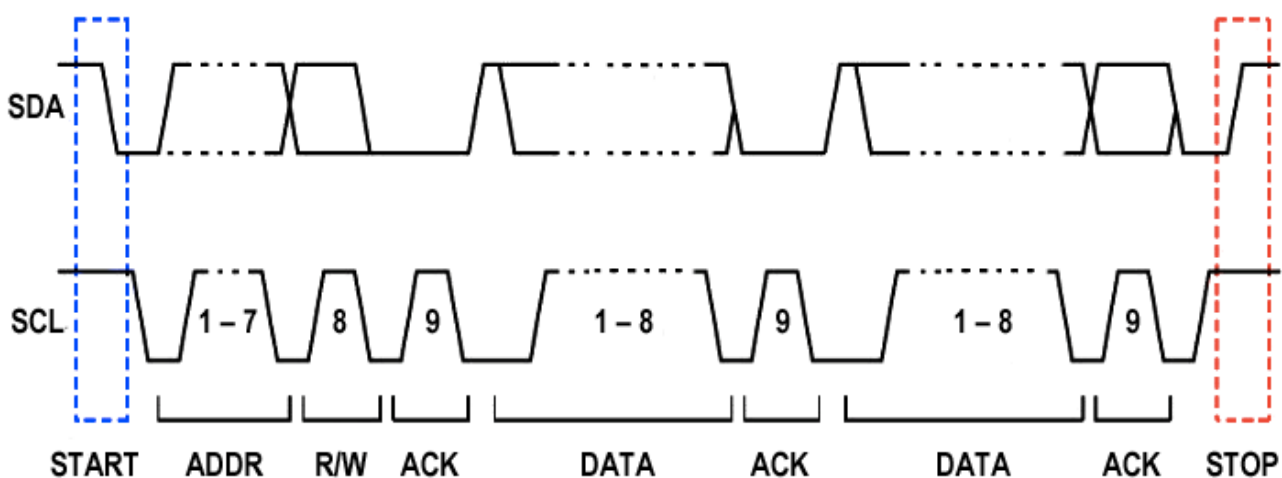 SDA
SCL
1 – 7 8 9 1 – 8 9 1 – 8 9
START ADDR R/W ACK DATA ACK DATA ACK STOP